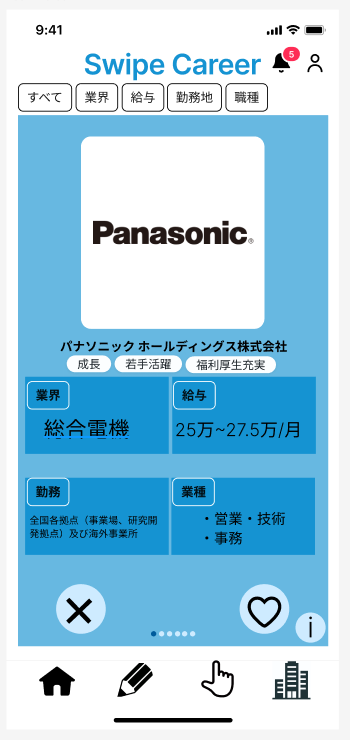 9:41
Swipe Career
5
すべて 業界 給与 勤務地 職種
Panasonic®
パナソニック ホールディングス株式会社
成長 若手活躍 福利厚生充実
業界
総合電機
給与
25万~27.5万/月
勤務
全国各拠点（事業場、研究開
発拠点）及び海外事業所
業種
・営業・技術
・事務
i